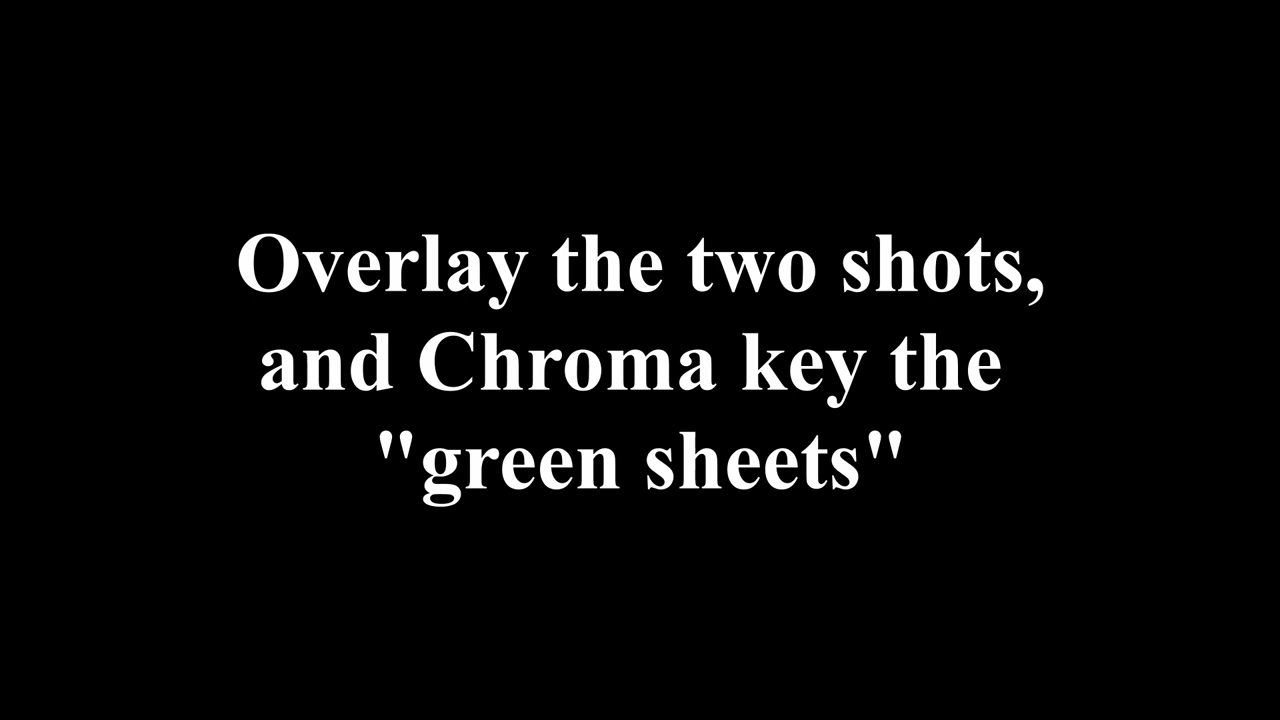 Overlay the two shots,
and Chroma key the
"green sheets"